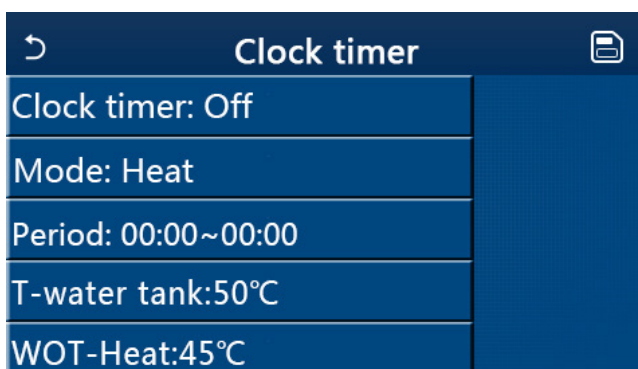 Clock timer
Clock timer: Off
Mode: Heat
Period: 00:00~00:00
T-water tank:50℃
WOT-Heat:45℃